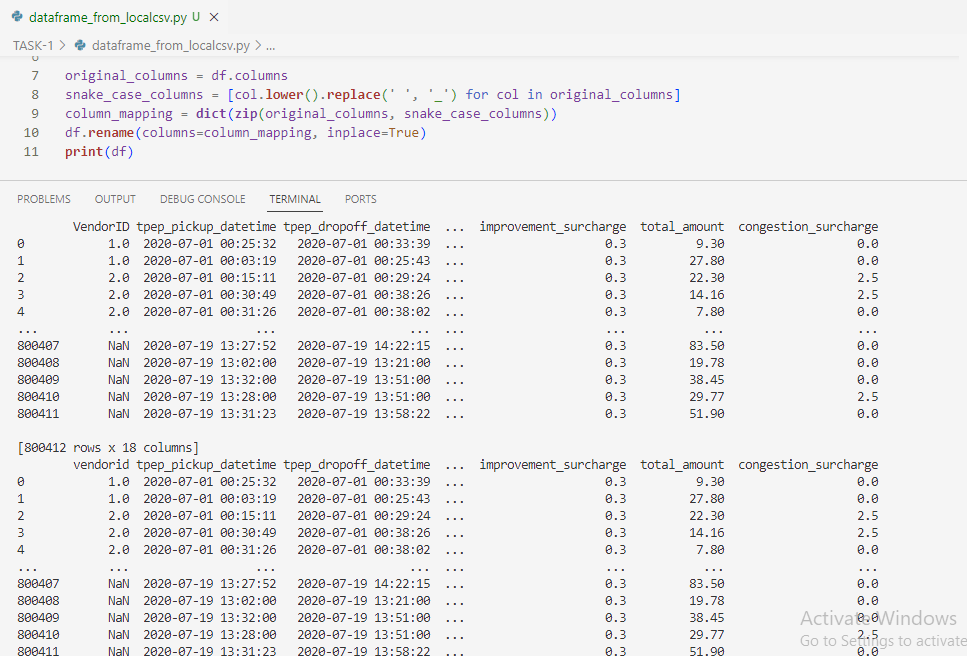 dataframe_from_localcsv.py U ×
TASK-1 > dataframe_from_localcsv.py > ...
6
7 original_columns = df.columns
8 snake_case_columns = [col.lower().replace(' ', '_') for col in original_columns]
9 column_mapping = dict(zip(original_columns, snake_case_columns))
10 df.rename(columns=column_mapping, inplace=True)
11 print(df)
PROBLEMS OUTPUT DEBUG CONSOLE TERMINAL PORTS
VendorID tpep_pickup_datetime tpep_dropoff_datetime ... improvement_surcharge total_amount congestion_surcharge
0 1.0 2020-07-01 00:25:32 2020-07-01 00:33:39 ... 0.3 9.30 0.0
1 1.0 2020-07-01 00:03:19 2020-07-01 00:25:43 ... 0.3 27.80 0.0
2 2.0 2020-07-01 00:15:11 2020-07-01 00:29:24 ... 0.3 22.30 2.5
3 2.0 2020-07-01 00:30:49 2020-07-01 00:38:26 ... 0.3 14.16 2.5
4 2.0 2020-07-01 00:31:26 2020-07-01 00:38:02 ... 0.3 7.80 0.0
... ... ... ... ... ... ... ...
800407 NaN 2020-07-19 13:27:52 2020-07-19 14:22:15 ... 0.3 83.50 0.0
800408 NaN 2020-07-19 13:02:00 2020-07-19 13:21:00 ... 0.3 19.78 0.0
800409 NaN 2020-07-19 13:32:00 2020-07-19 13:51:00 ... 0.3 38.45 0.0
800410 NaN 2020-07-19 13:28:00 2020-07-19 13:51:00 ... 0.3 29.77 2.5
800411 NaN 2020-07-19 13:31:23 2020-07-19 13:58:22 ... 0.3 51.90 0.0
[800412 rows x 18 columns]
vendorid tpep_pickup_datetime tpep_dropoff_datetime ... improvement_surcharge total_amount congestion_surcharge
0 1.0 2020-07-01 00:25:32 2020-07-01 00:33:39 ... 0.3 9.30 0.0
1 1.0 2020-07-01 00:03:19 2020-07-01 00:25:43 ... 0.3 27.80 0.0
2 2.0 2020-07-01 00:15:11 2020-07-01 00:29:24 ... 0.3 22.30 2.5
3 2.0 2020-07-01 00:30:49 2020-07-01 00:38:26 ... 0.3 14.16 2.5
4 2.0 2020-07-01 00:31:26 2020-07-01 00:38:02 ... 0.3 7.80 0.0
... ... ... ... ... ... ... ...
800407 NaN 2020-07-19 13:27:52 2020-07-19 14:22:15 ... 0.3 83.50 0.0
800408 NaN 2020-07-19 13:02:00 2020-07-19 13:21:00 ... 0.3 19.78 0.0
800409 NaN 2020-07-19 13:32:00 2020-07-19 13:51:00 ... 0.3 38.45 0.0
800410 NaN 2020-07-19 13:28:00 2020-07-19 13:51:00 ... 0.3 29.77 2.5
800411 NaN 2020-07-19 13:31:23 2020-07-19 13:58:22 ... 0.3 51.90 0.0
Activate Windows
Go to Settings to activate